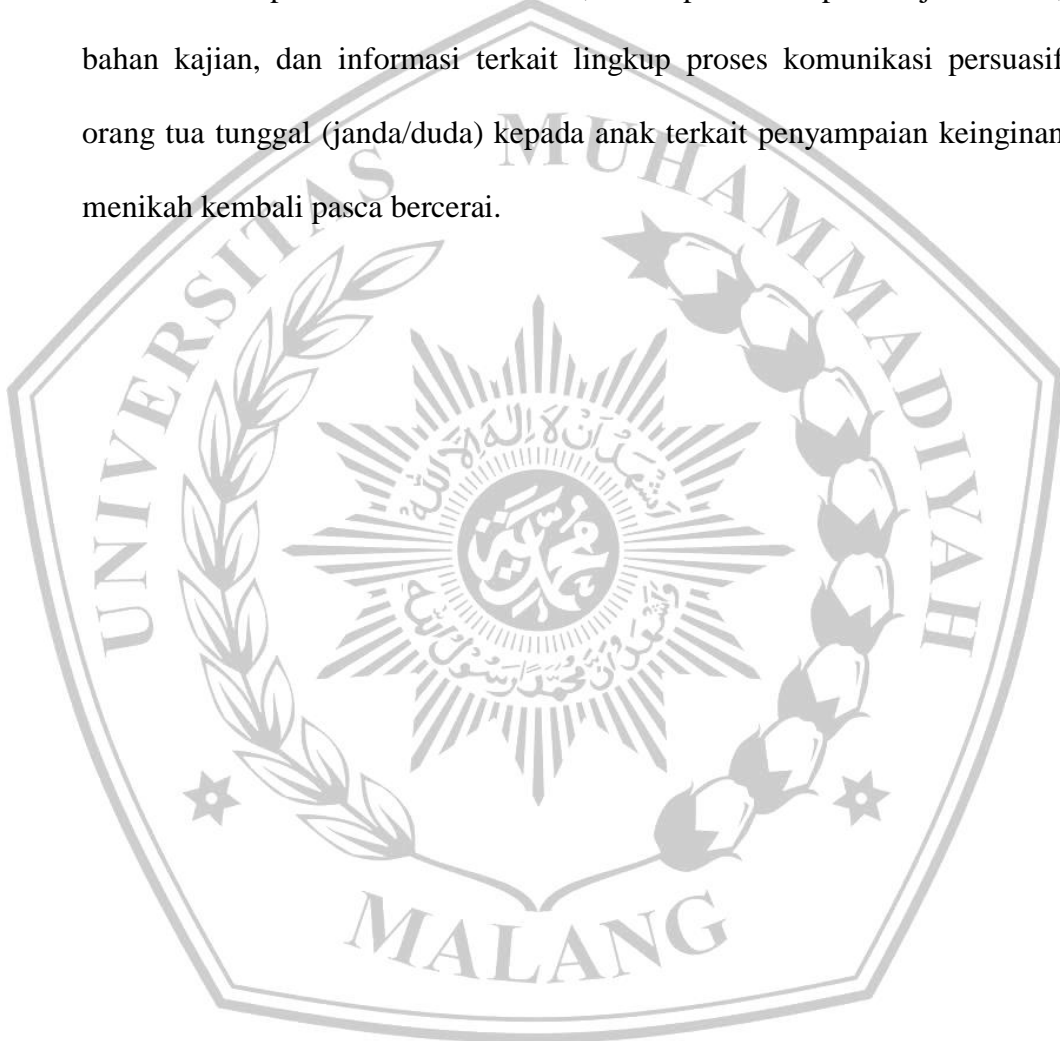 bahan kajian, dan informasi terkait lingkup proses komunikasi persuasif
orang tua tunggal (janda/duda) kepada anak terkait penyampaian keinginan
menikah kembali pasca bercerai.
UNIVERSITAS MUHAMMADIYAH
MALANG